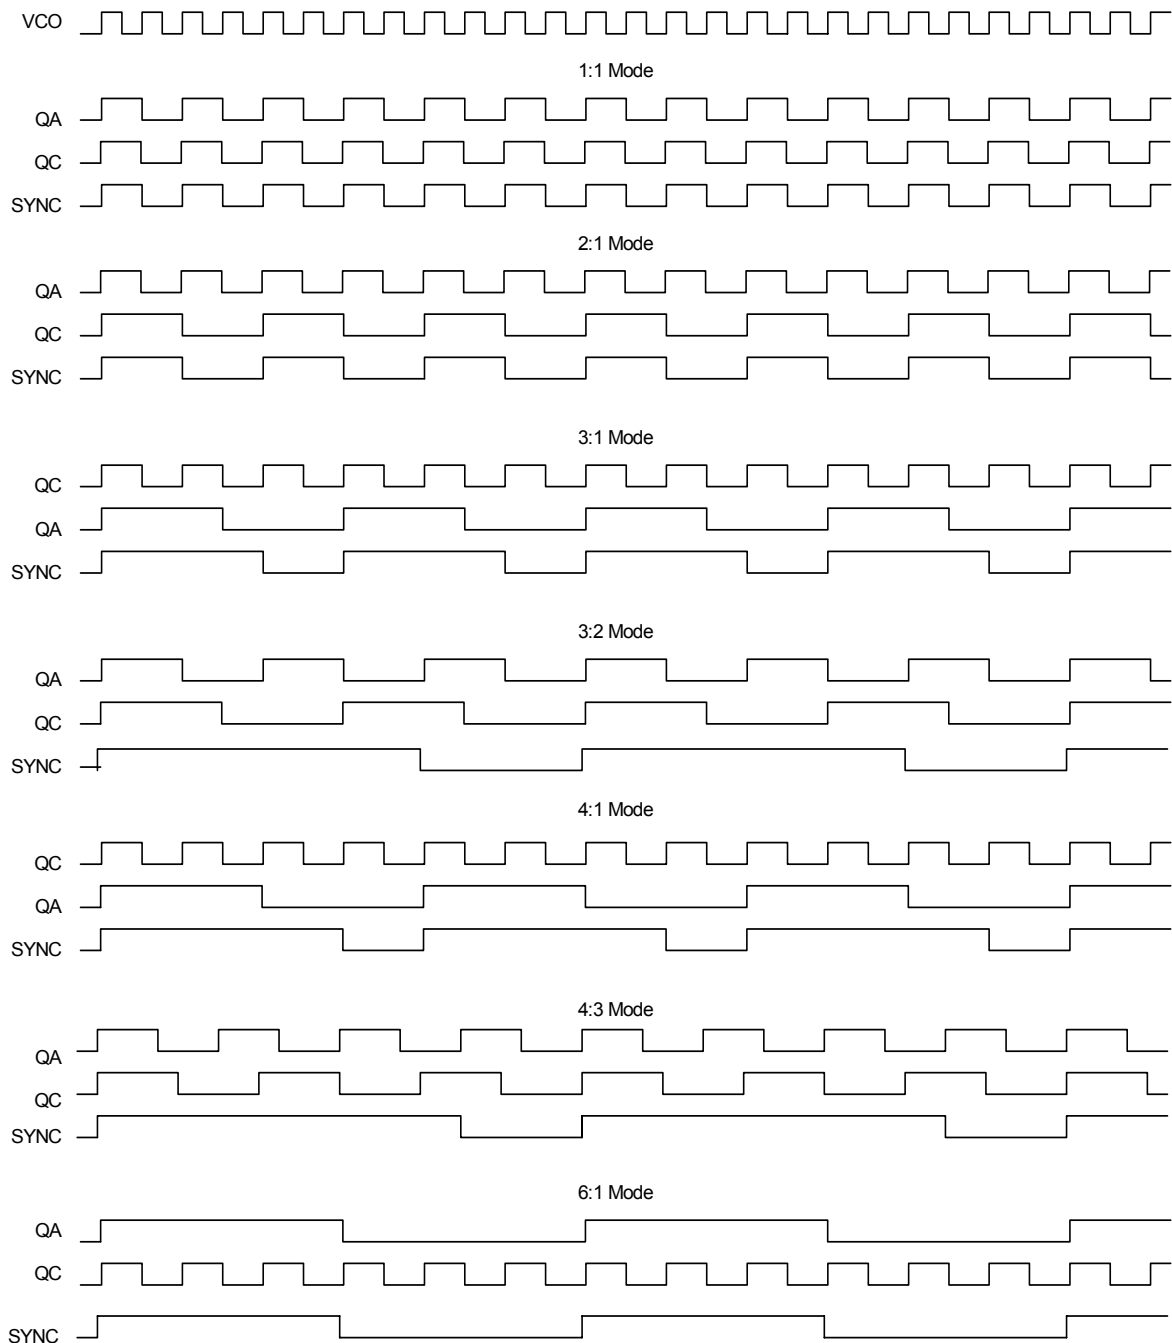 VCO
1:1 Mode
QA
QC
SYNC
2:1 Mode
QA
QC
SYNC
3:1 Mode
QC
QA
SYNC
3:2 Mode
QA
QC
SYNC
4:1 Mode
QC
QA
SYNC
4:3 Mode
QA
QC
SYNC
6:1 Mode
QA
QC
SYNC